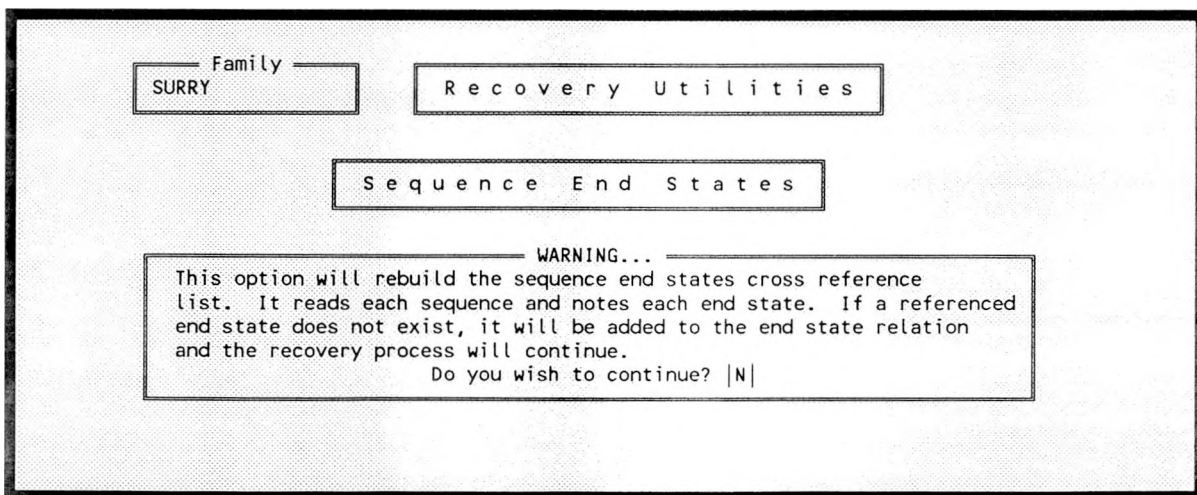 Family
SURRY
Recovery Utilities
Sequence End States
WARNING...
This option will rebuild the sequence end states cross reference
list. It reads each sequence and notes each end state. If a referenced
end state does not exist, it will be added to the end state relation
and the recovery process will continue.
Do you wish to continue? |N|